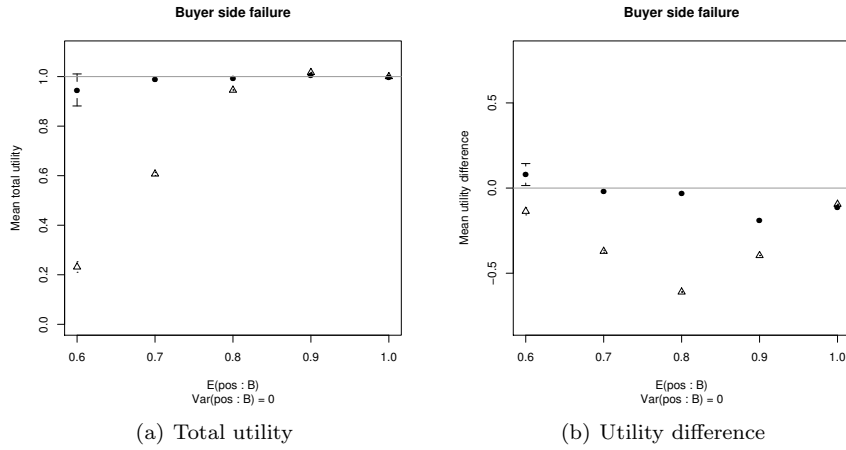 Buyer side failure
Mean total utility
1.0
0.8
0.6
0.4
0.2
0.0
0.6 0.7 0.8 0.9 1.0
E(pos : B)
Var(pos : B) = 0
(a) Total utility
Buyer side failure
Mean utility difference
0.5
0.0
−0.5
0.6 0.7 0.8 0.9 1.0
E(pos : B)
Var(pos : B) = 0
(b) Utility difference